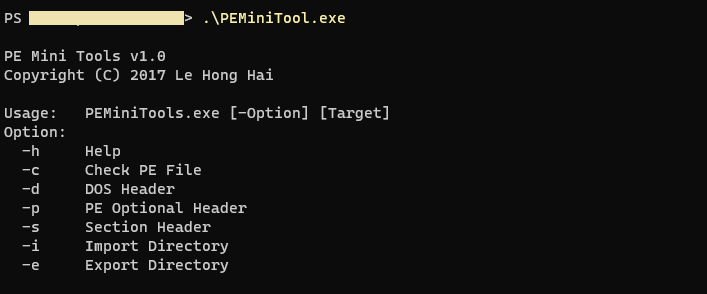 PS > .\PEMiniTool.exe
PE Mini Tools v1.0
Copyright (C) 2017 Le Hong Hai
Usage:   PEMiniTools.exe [-Option] [Target]
Option:
  -h     Help
  -c     Check PE File
  -d     DOS Header
  -p     PE Optional Header
  -s     Section Header
  -i     Import Directory
  -e     Export Directory